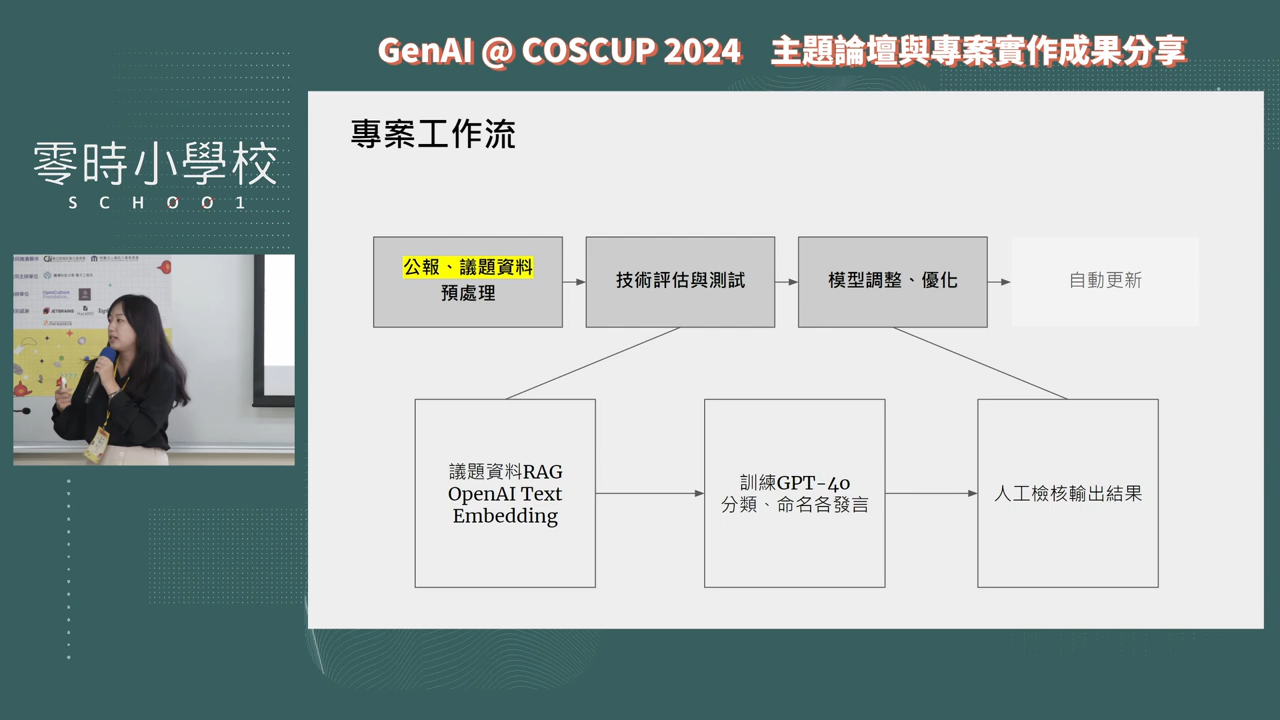 GenAI @ COSCUP 2024 主題論壇與專案實作成果分享
零時小學校
SCHOO1
專案工作流
公報、議題資料
預處理
技術評估與測試
模型調整、優化
自動更新
議題資料RAG
OpenAI Text
Embedding
訓練GPT-4o
分類、命名各發言
人工檢核輸出結果
OpenCulture
Foundation
JETBRAINS